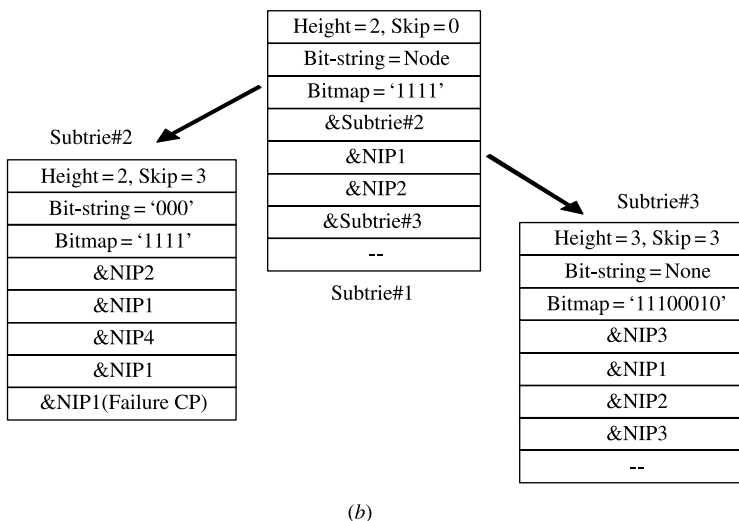 Height=2, Skip=0
Bit-string=Node
Bitmap='1111'
&Subtrie#2
&NIP1
&NIP2
&Subtrie#3
--
Subtrie#1
Subtrie#2
Height=2, Skip=3
Bit-string='000'
Bitmap='1111'
&NIP2
&NIP1
&NIP4
&NIP1
&NIP1(Failure CP)
Subtrie#3
Height=3, Skip=3
Bit-string=None
Bitmap='11100010'
&NIP3
&NIP1
&NIP2
&NIP3
--
(b)